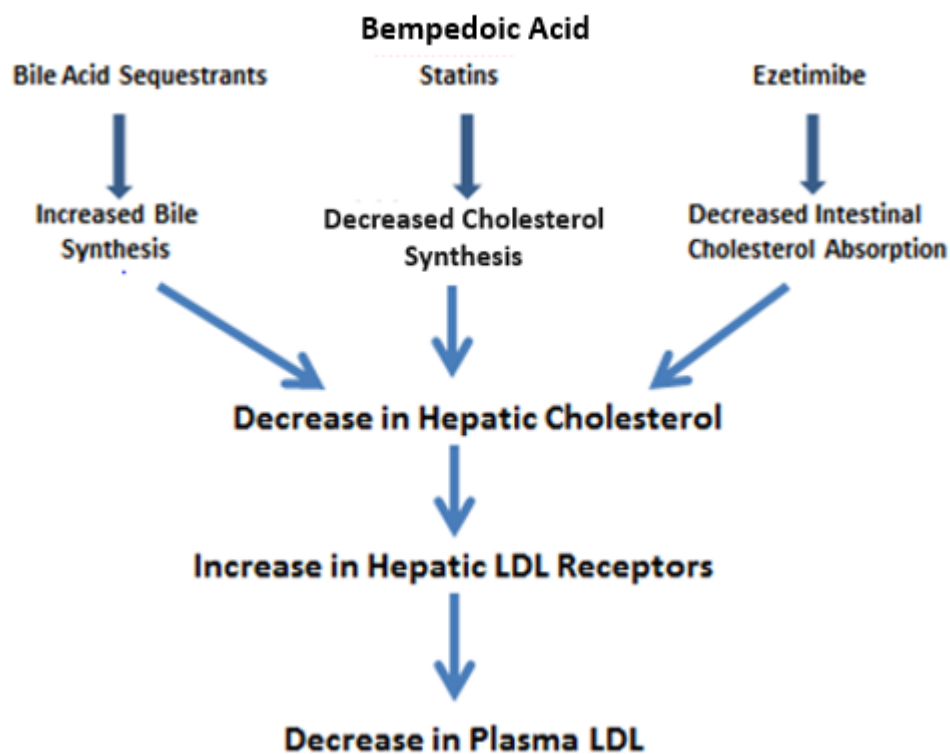 Bempedoic Acid
Bile Acid Sequestrants
Statins
Ezetimibe
Increased Bile
Synthesis
Decreased Cholesterol
Synthesis
Decreased Intestinal
Cholesterol Absorption
Decrease in Hepatic Cholesterol
Increase in Hepatic LDL Receptors
Decrease in Plasma LDL